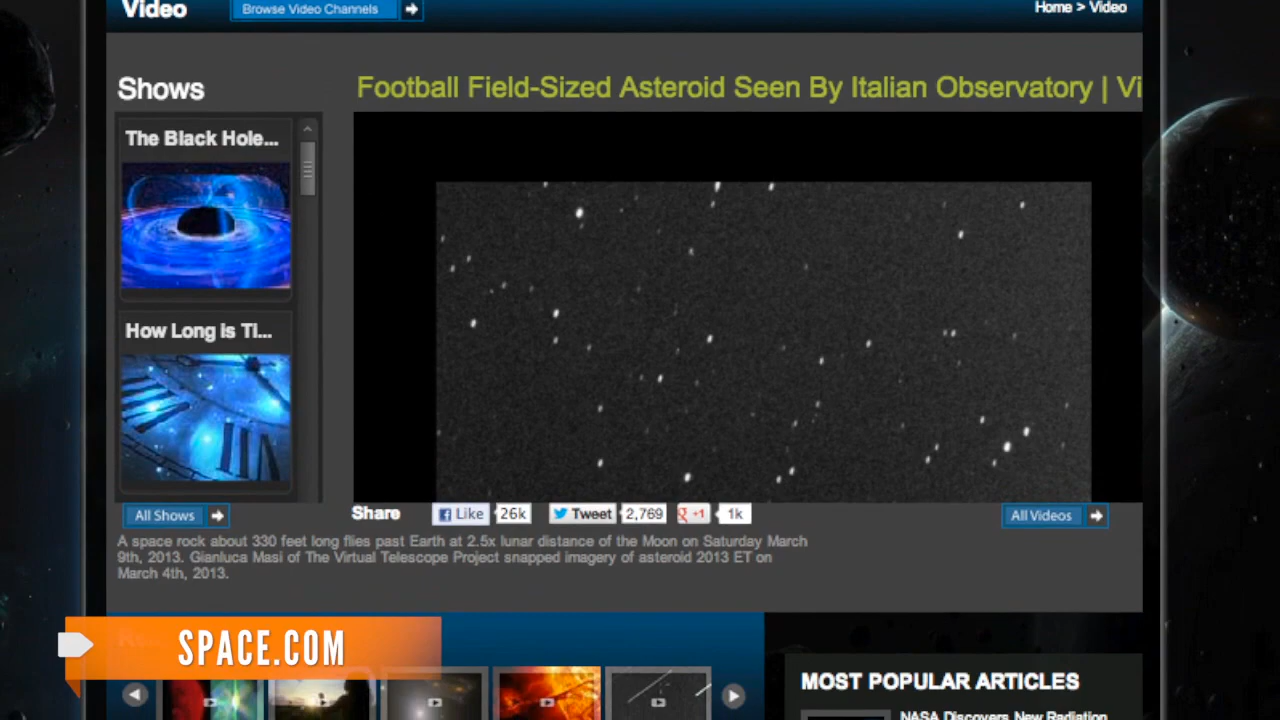 Video
Browse Video Channels
Home > Video
Shows
Football Field-Sized Asteroid Seen By Italian Observatory | Vi
The Black Hole...
How Long is Ti...
All Shows
Share
Like
26k
Tweet
2,769
+1
1k
All Videos
A space rock about 330 feet long flies past Earth at 2.5x lunar distance of the Moon on Saturday March
9th, 2013. Gianluca Masi of The Virtual Telescope Project snapped imagery of asteroid 2013 ET on
March 4th, 2013.
SPACE.COM
MOST POPULAR ARTICLES
NASA Discovers New Radiation